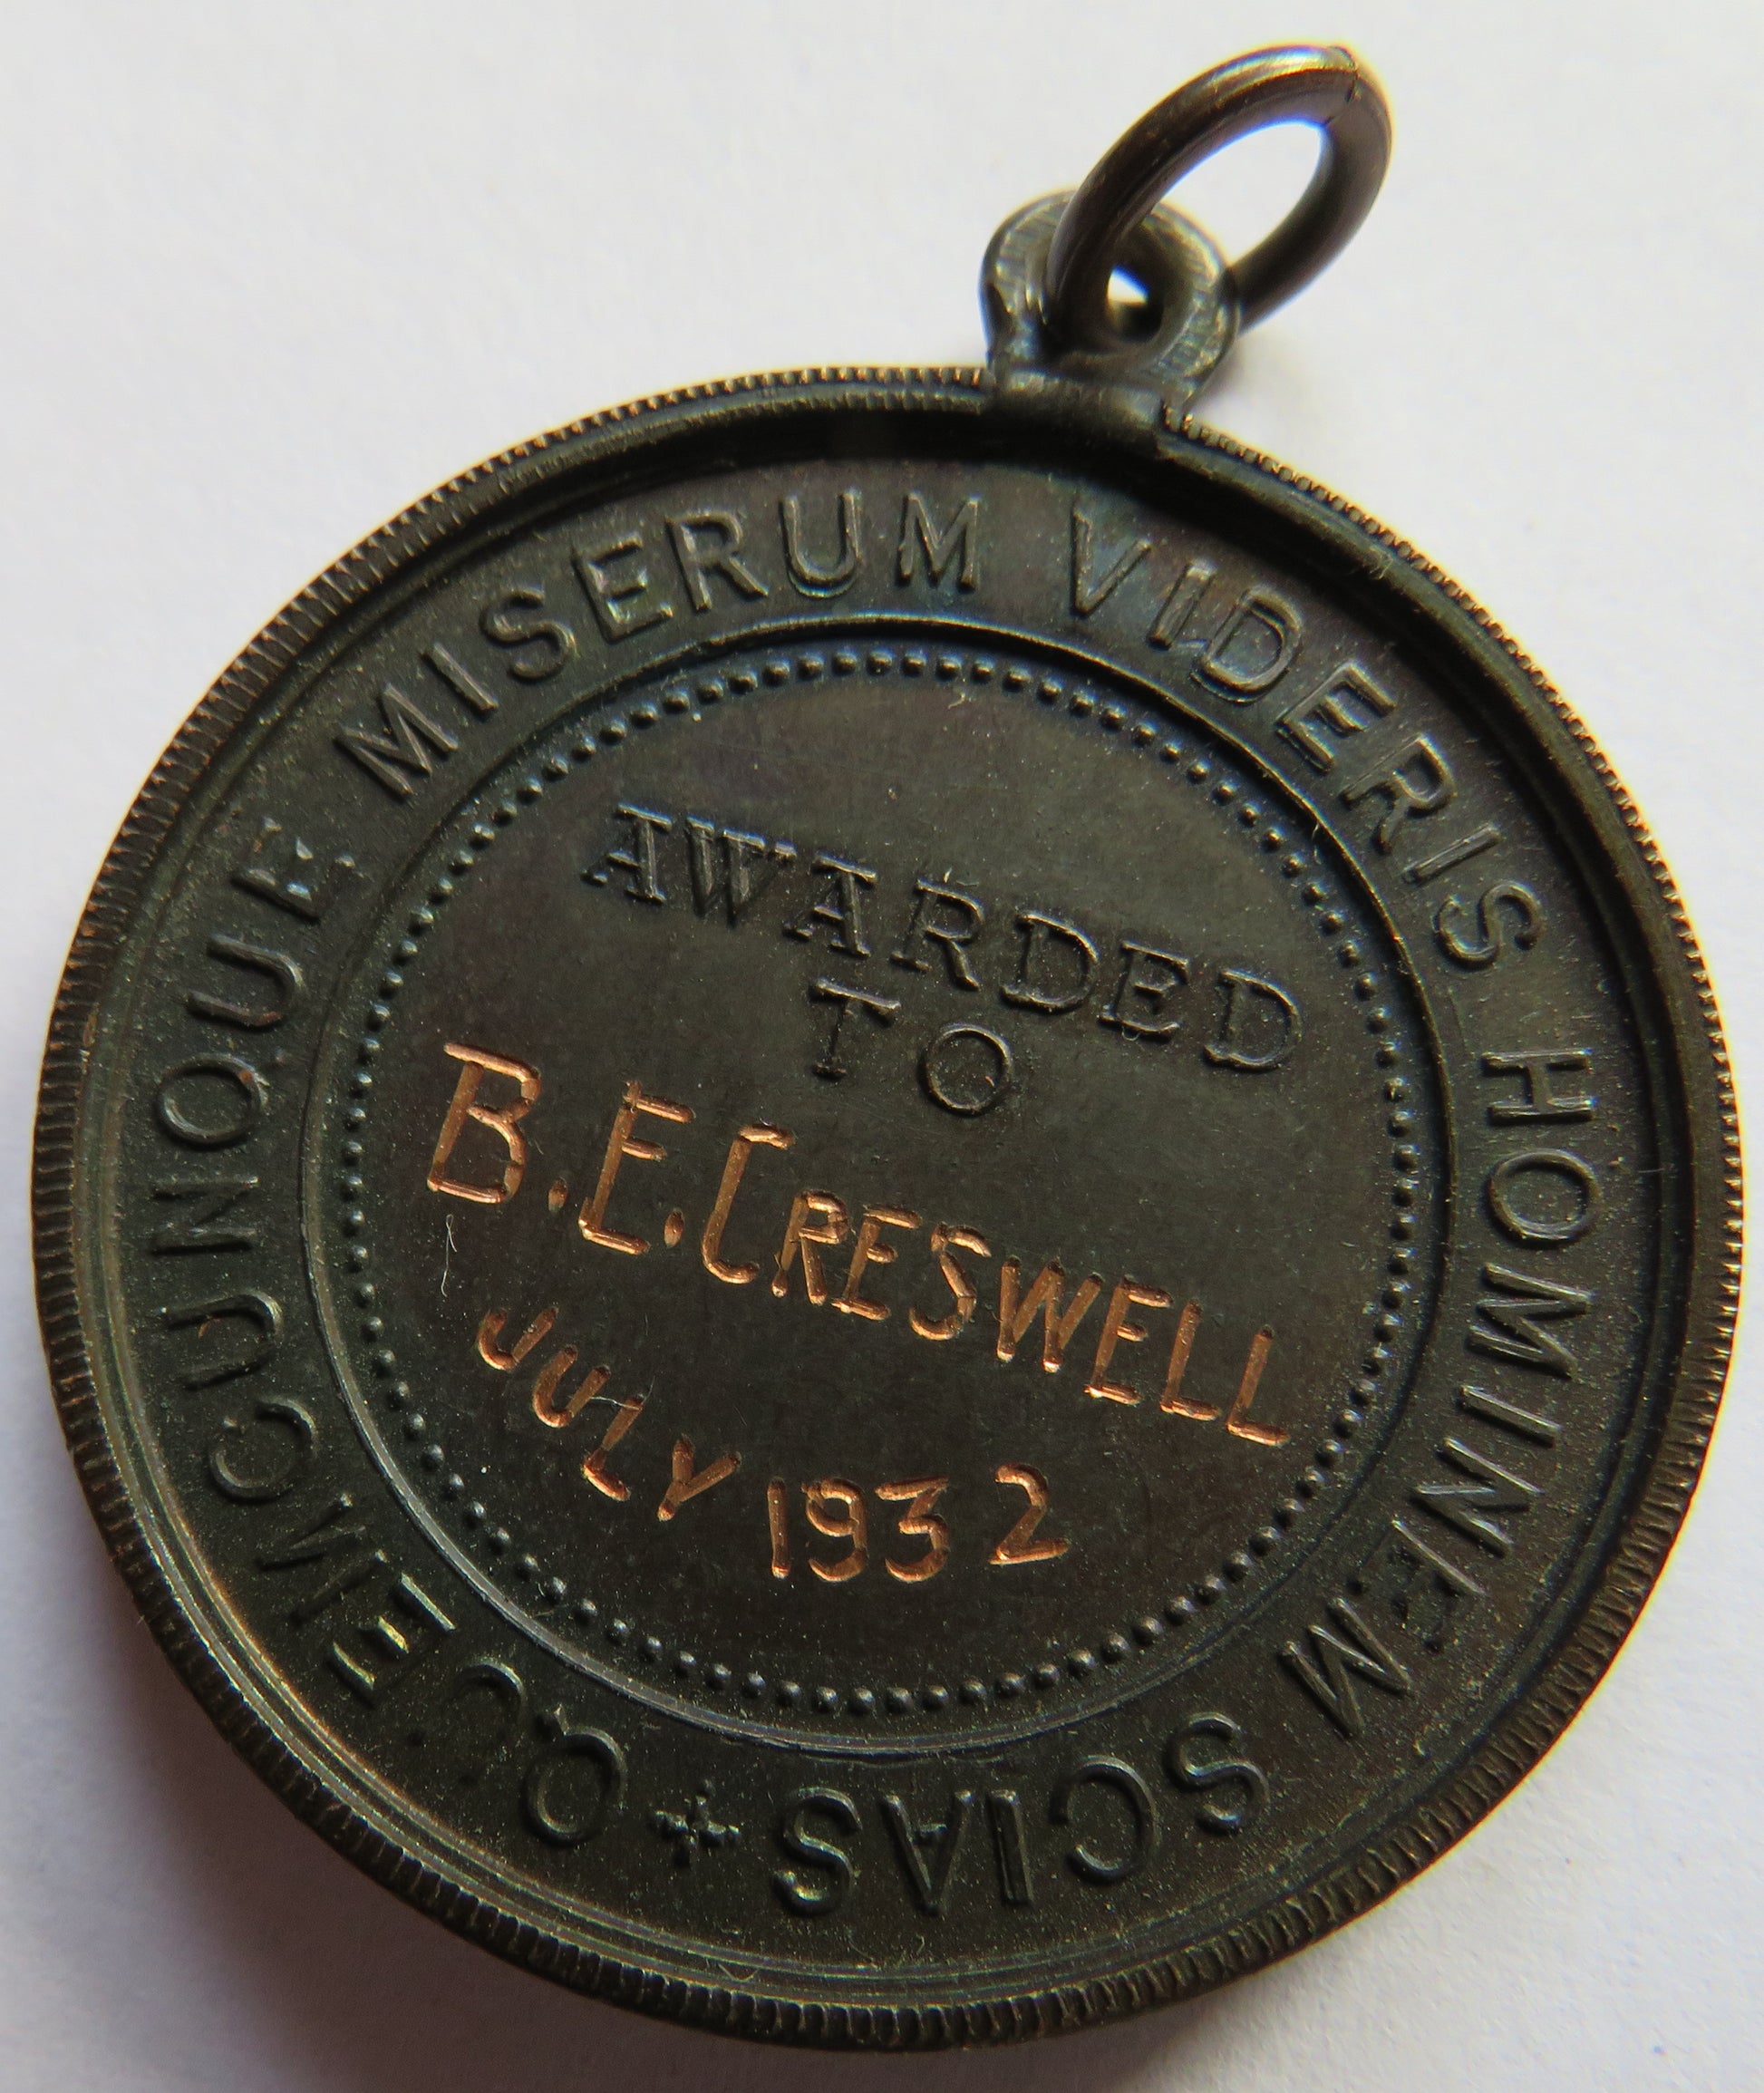 QUEMCUNQUE MISERUM VIDERIS HOMINEM SCIAS
AWARDED
TO
B.E.CRESWELL
JULY 1932